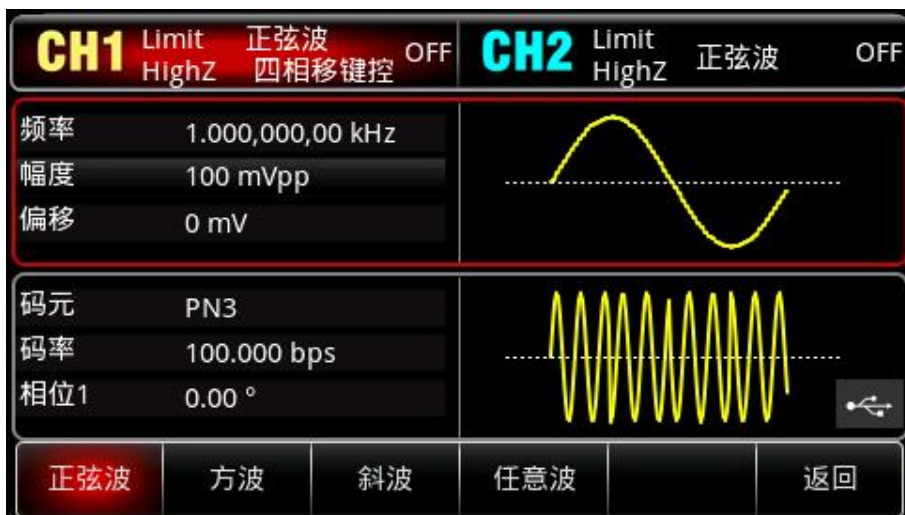 CH1 Limit 正弦波 OFF CH2 Limit 正弦波 OFF
HighZ 四相移键控 HighZ
频率 1.000,000,00 kHz
幅度 100 mVpp
偏移 0 mV
码元 PN3
码率 100.000 bps
相位1 0.00 °
正弦波 方波 斜波 任意波 返回